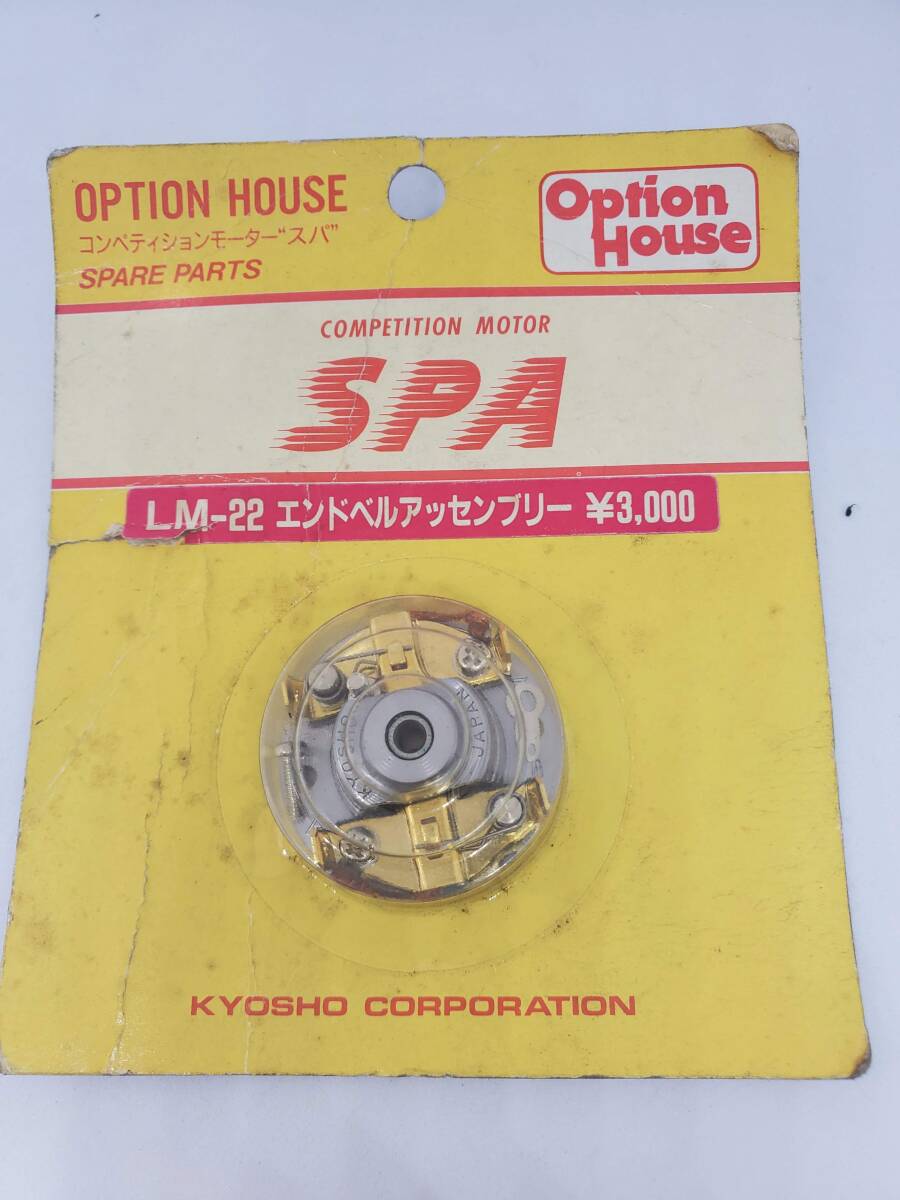 OPTION HOUSE
コンペティションモーター"スパ"
SPARE PARTS
Option
House
COMPETITION MOTOR
SPA
LM-22 エンドベルアッセンブリー ¥3,000
KYOSHO
JAPAN
KYOSHO CORPORATION